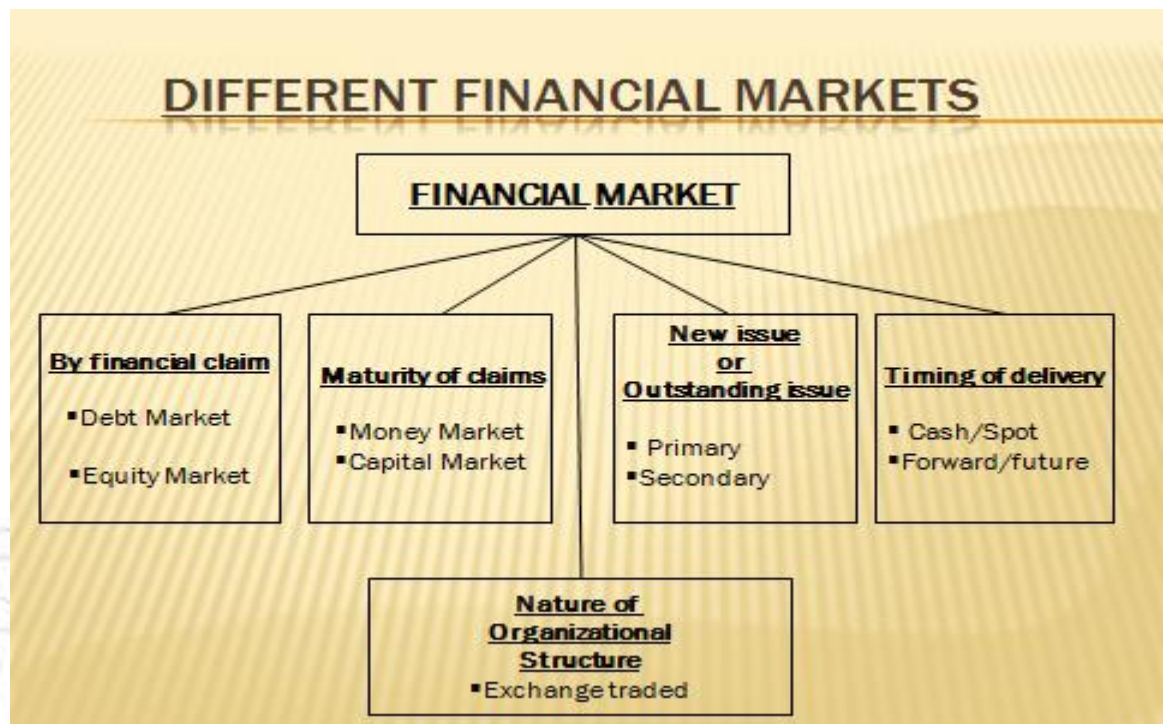 DIFFERENT FINANCIAL MARKETS
FINANCIAL MARKET
By financial claim
▪Debt Market
▪Equity Market
Maturity of claims
▪Money Market
▪Capital Market
New issue
or
Outstanding issue
▪ Primary
▪Secondary
Timing of delivery
▪ Cash/Spot
▪Forward/future
Nature of
Organizational
Structure
▪Exchange traded